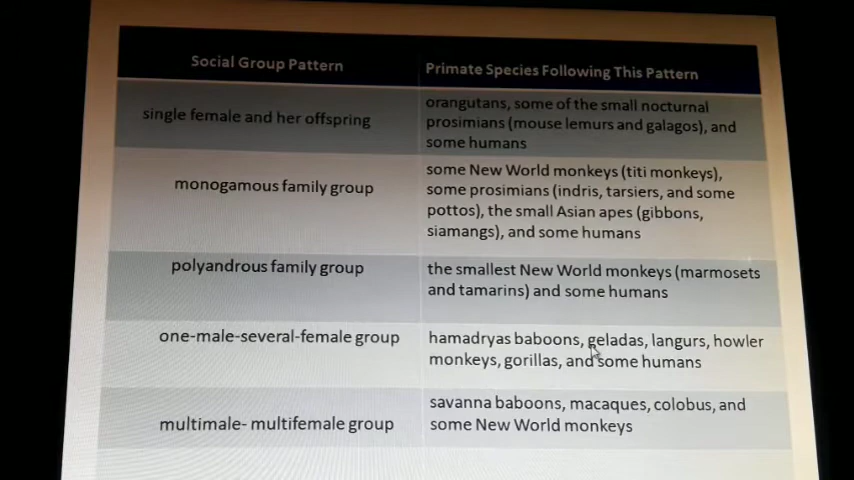 Social Group Pattern
Primate Species Following This Pattern
single female and her offspring
orangutans, some of the small nocturnal
prosimians (mouse lemurs and galagos), and
some humans
monogamous family group
some New World monkeys (titi monkeys),
some prosimians (indris, tarsiers, and some
pottos), the small Asian apes (gibbons,
siamangs), and some humans
polyandrous family group
the smallest New World monkeys (marmosets
and tamarins) and some humans
one-male-several-female group
hamadryas baboons, geladas, langurs, howler
monkeys, gorillas, and some humans
multimale- multifemale group
savanna baboons, macaques, colobus, and
some New World monkeys